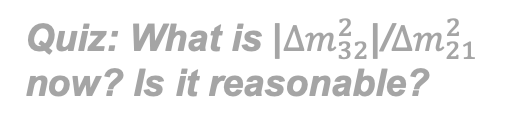 Quiz: What is |Δm²₃₂|/Δm²₂₁
now? Is it reasonable?